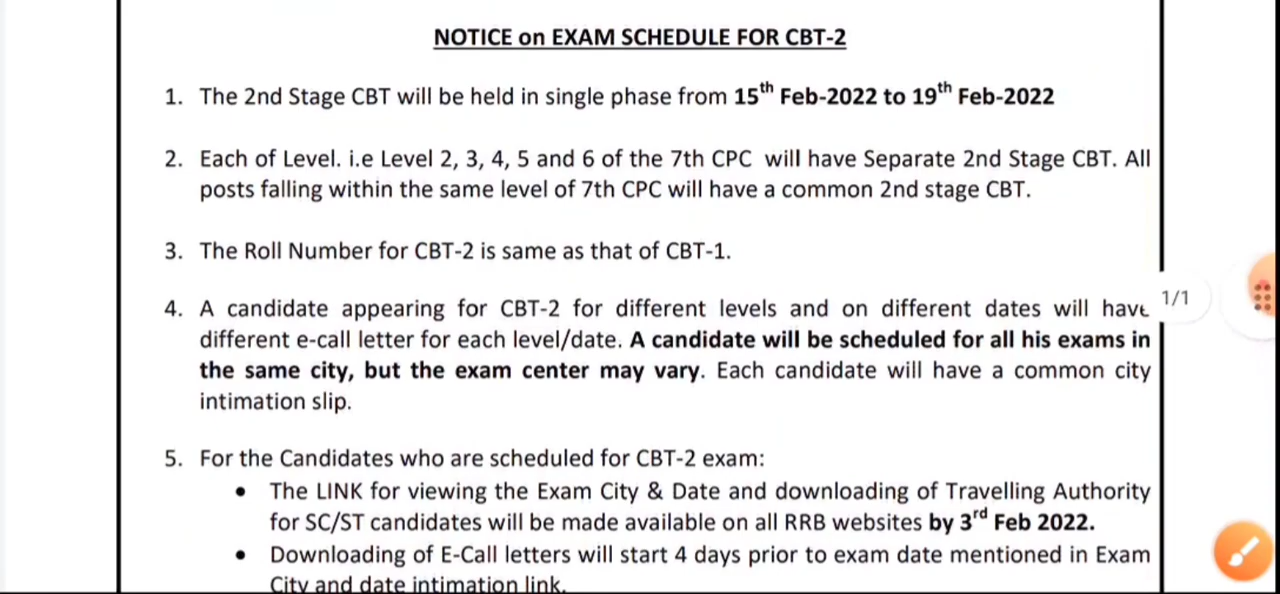 NOTICE on EXAM SCHEDULE FOR CBT-2
1. The 2nd Stage CBT will be held in single phase from 15th Feb-2022 to 19th Feb-2022
2. Each of Level. i.e Level 2, 3, 4, 5 and 6 of the 7th CPC will have Separate 2nd Stage CBT. All
posts falling within the same level of 7th CPC will have a common 2nd stage CBT.
3. The Roll Number for CBT-2 is same as that of CBT-1.
4. A candidate appearing for CBT-2 for different levels and on different dates will have
different e-call letter for each level/date. A candidate will be scheduled for all his exams in
the same city, but the exam center may vary. Each candidate will have a common city
intimation slip.
1/1
5. For the Candidates who are scheduled for CBT-2 exam:
• The LINK for viewing the Exam City & Date and downloading of Travelling Authority
for SC/ST candidates will be made available on all RRB websites by 3rd Feb 2022.
• Downloading of E-Call letters will start 4 days prior to exam date mentioned in Exam
City and date intimation link.